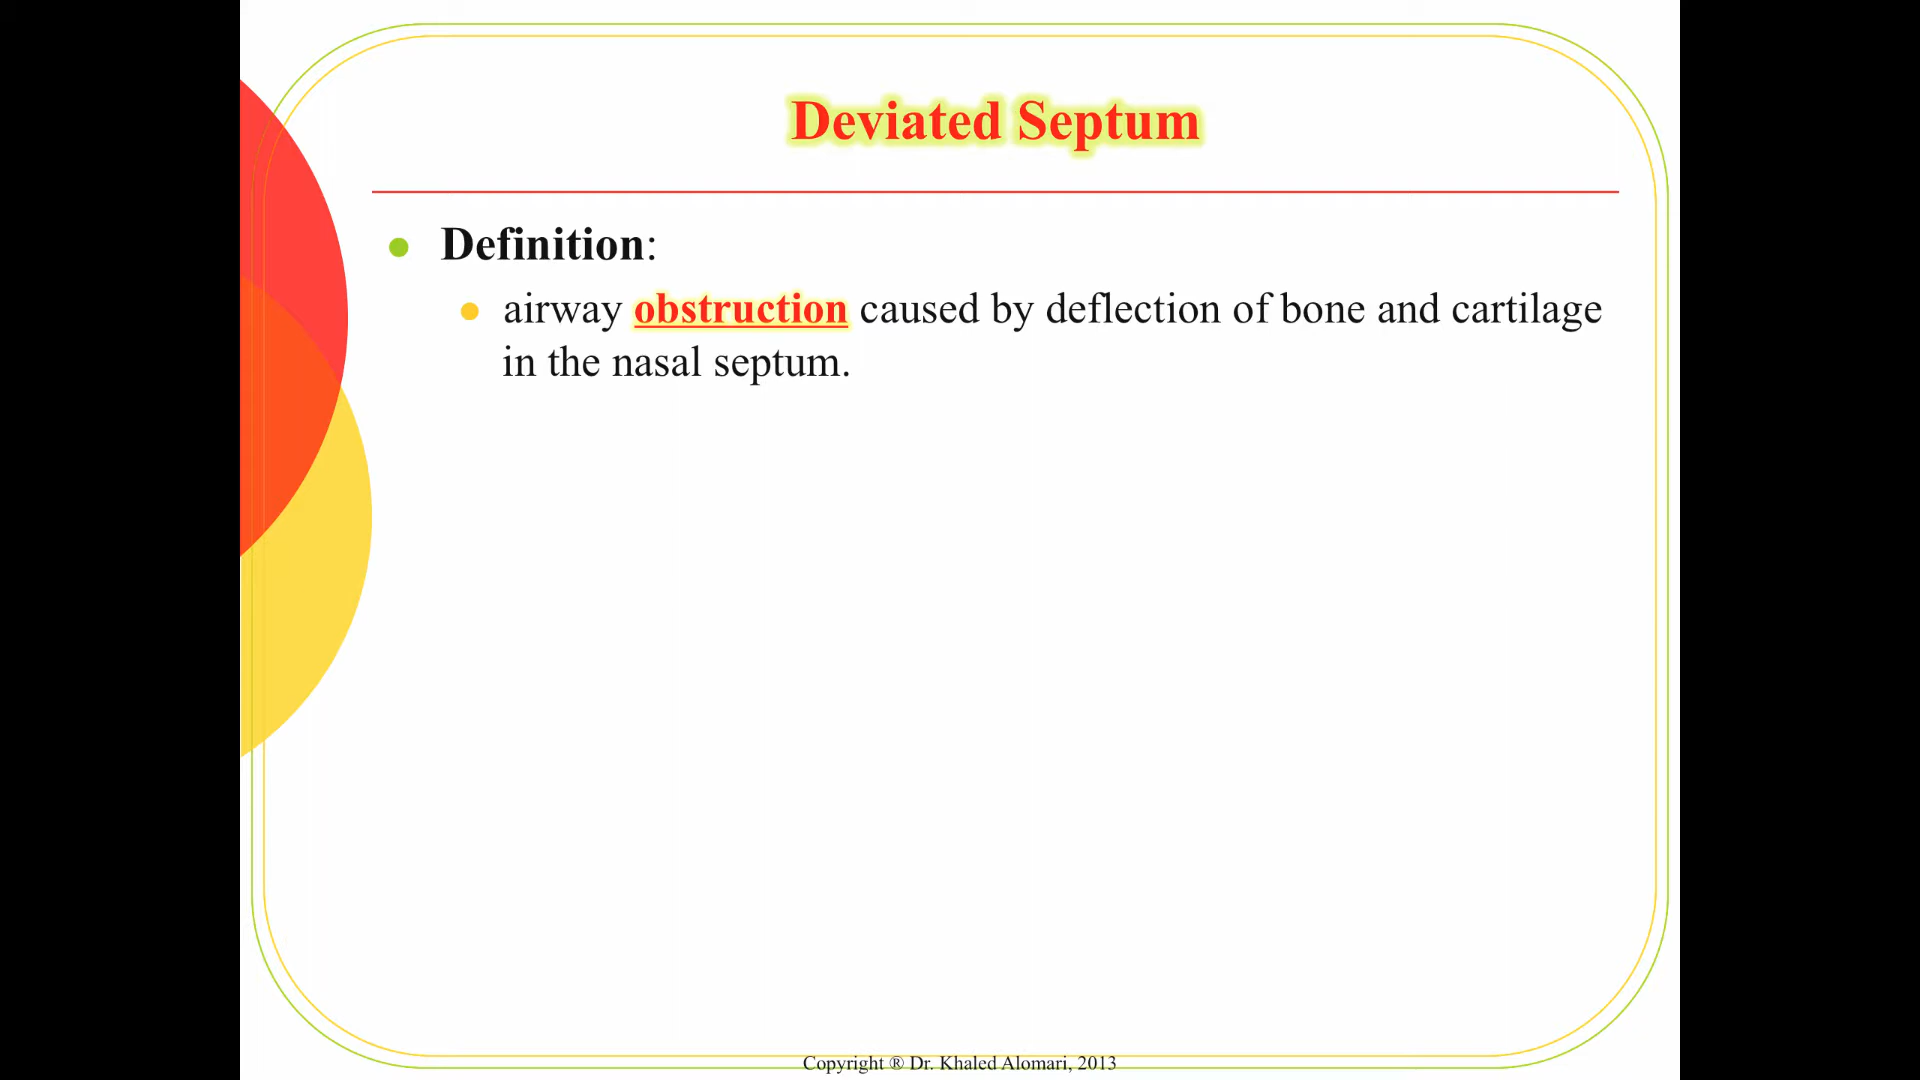 Deviated Septum
Definition:
airway obstruction caused by deflection of bone and cartilage
in the nasal septum.
Copyright ® Dr. Khaled Alomari, 2013